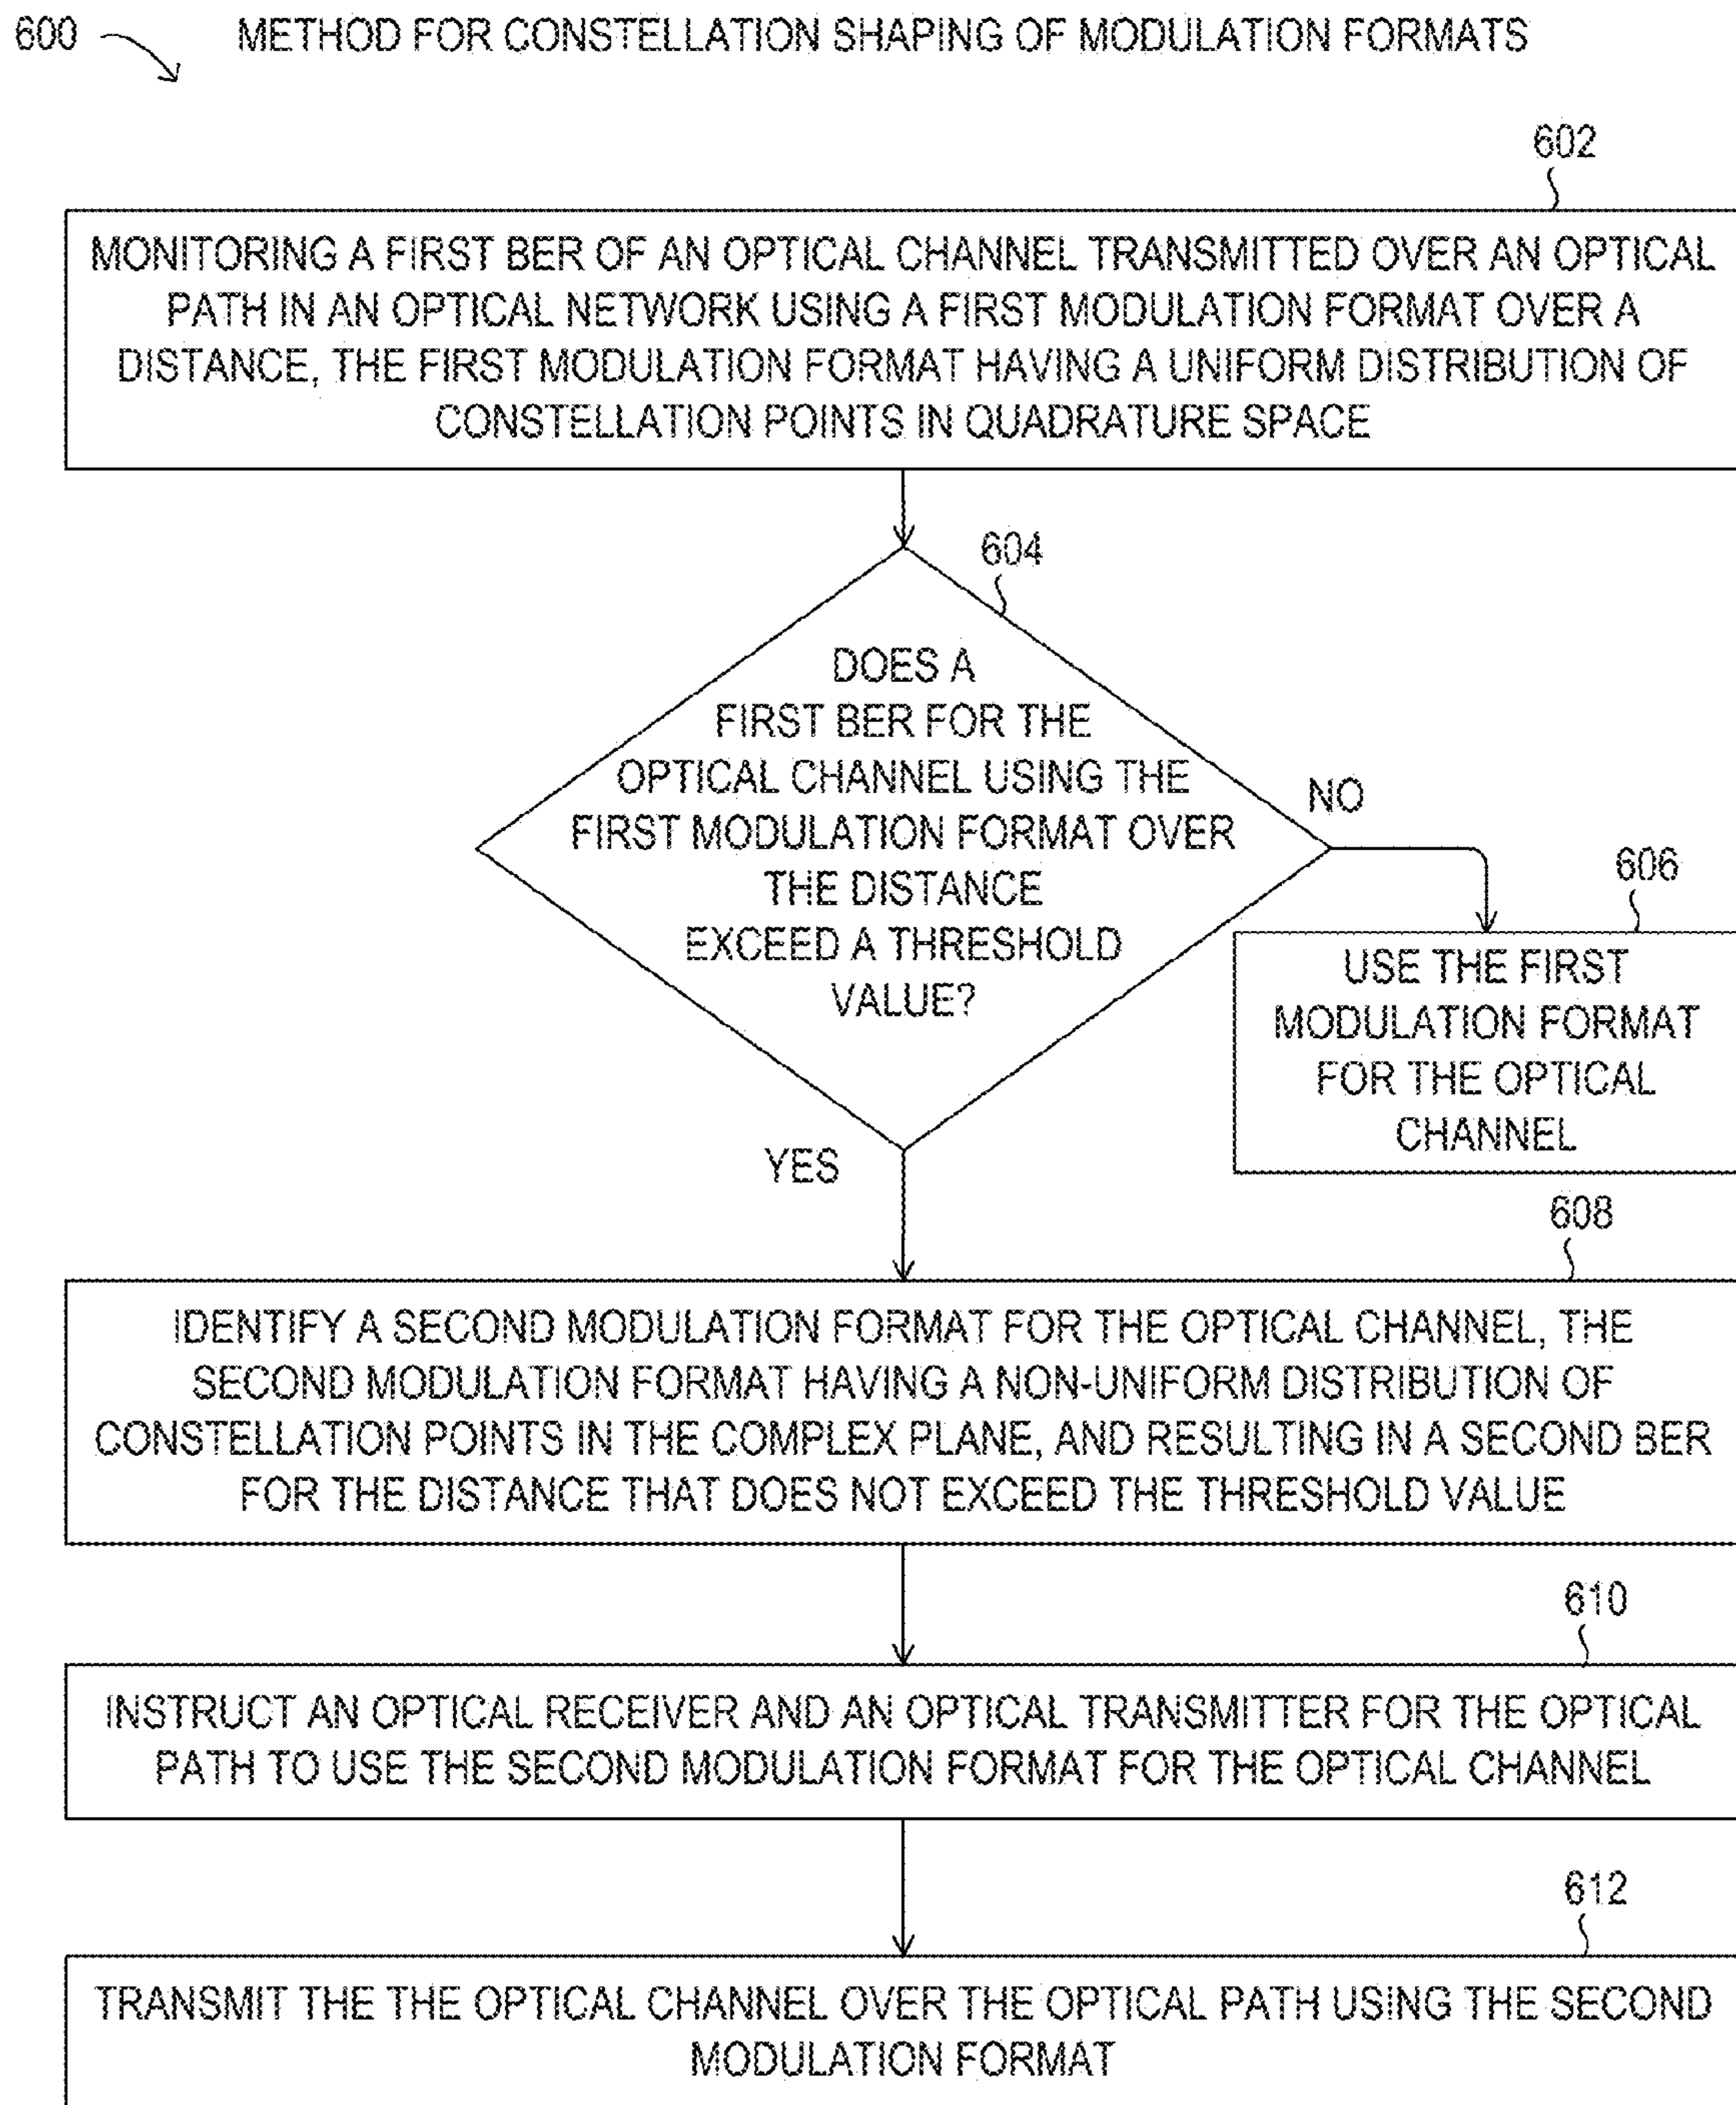 600
METHOD FOR CONSTELLATION SHAPING OF MODULATION FORMATS
602
MONITORING A FIRST BER OF AN OPTICAL CHANNEL TRANSMITTED OVER AN OPTICAL
PATH IN AN OPTICAL NETWORK USING A FIRST MODULATION FORMAT OVER A
DISTANCE, THE FIRST MODULATION FORMAT HAVING A UNIFORM DISTRIBUTION OF
CONSTELLATION POINTS IN QUADRATURE SPACE
604
DOES A
FIRST BER FOR THE
OPTICAL CHANNEL USING THE
FIRST MODULATION FORMAT OVER
THE DISTANCE
EXCEED A THRESHOLD
VALUE?
NO
606
USE THE FIRST
MODULATION FORMAT
FOR THE OPTICAL
CHANNEL
YES
608
IDENTIFY A SECOND MODULATION FORMAT FOR THE OPTICAL CHANNEL, THE
SECOND MODULATION FORMAT HAVING A NON-UNIFORM DISTRIBUTION OF
CONSTELLATION POINTS IN THE COMPLEX PLANE, AND RESULTING IN A SECOND BER
FOR THE DISTANCE THAT DOES NOT EXCEED THE THRESHOLD VALUE
610
INSTRUCT AN OPTICAL RECEIVER AND AN OPTICAL TRANSMITTER FOR THE OPTICAL
PATH TO USE THE SECOND MODULATION FORMAT FOR THE OPTICAL CHANNEL
612
TRANSMIT THE THE OPTICAL CHANNEL OVER THE OPTICAL PATH USING THE SECOND
MODULATION FORMAT